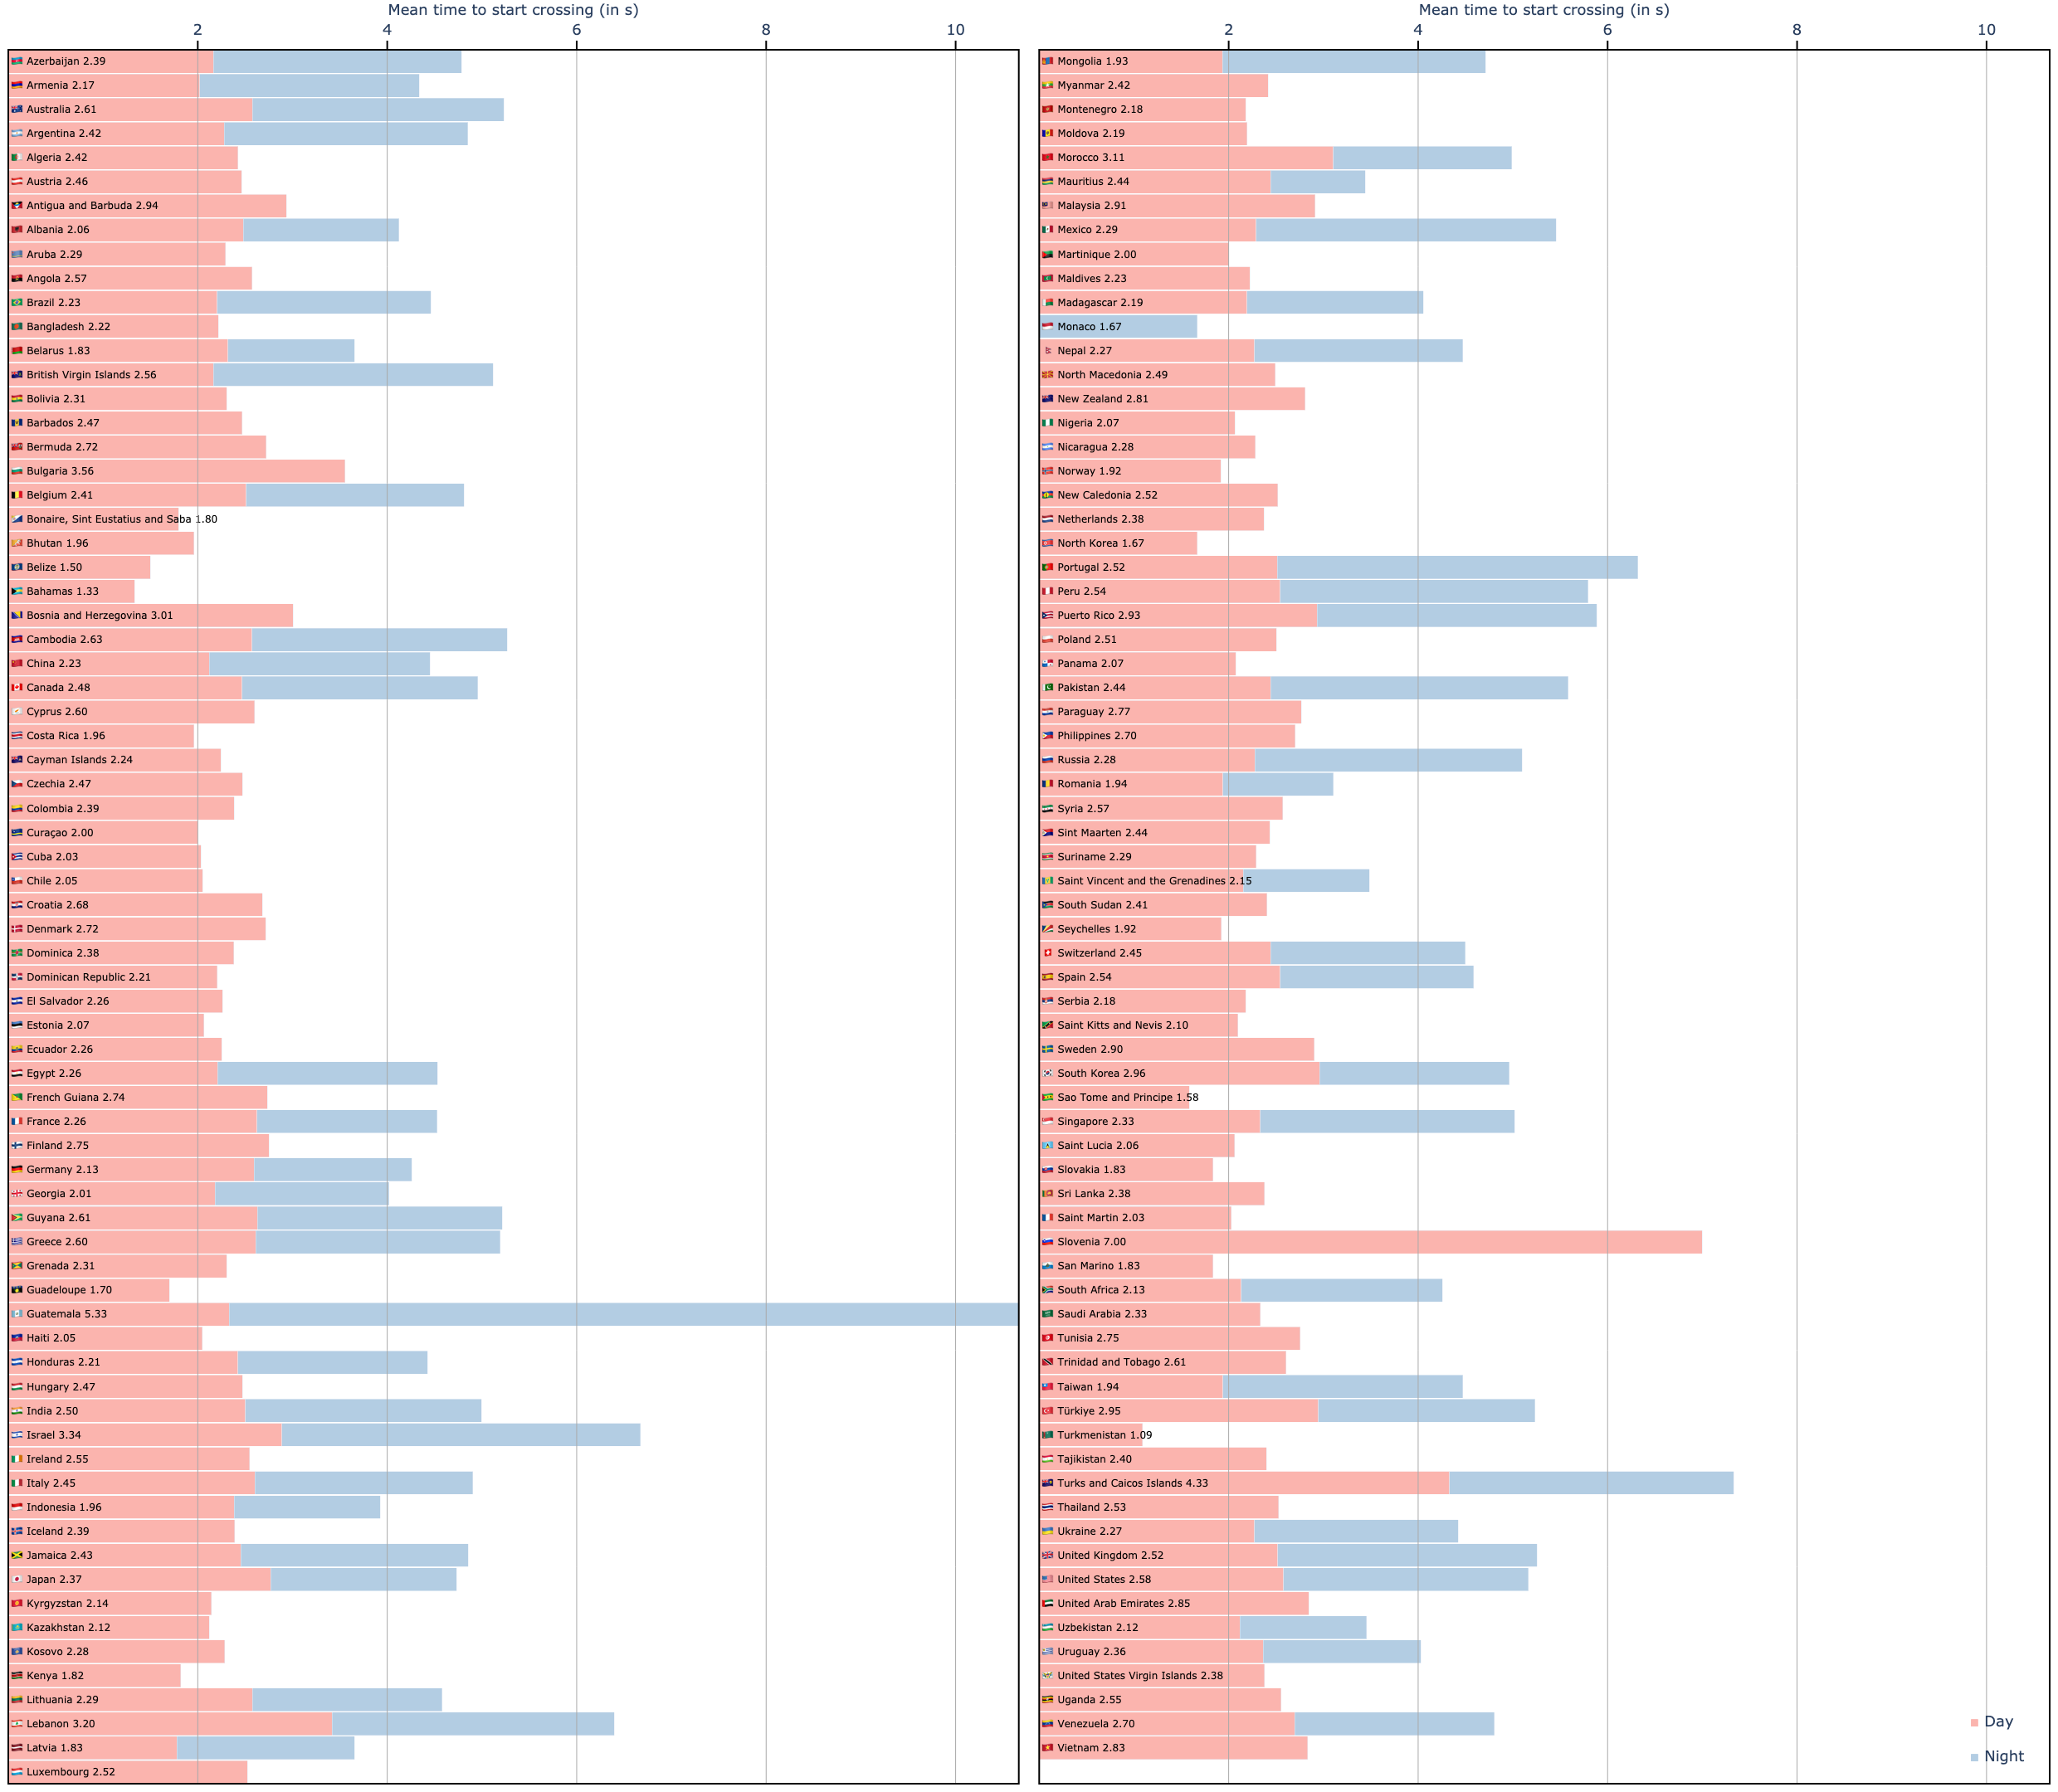 Mean time to start crossing (in s)
2 4 6 8 10
Azerbaijan 2.39
Armenia 2.17
Australia 2.61
Argentina 2.42
Algeria 2.42
Austria 2.46
Antigua and Barbuda 2.94
Albania 2.06
Aruba 2.29
Angola 2.57
Brazil 2.23
Bangladesh 2.22
Belarus 1.83
British Virgin Islands 2.56
Bolivia 2.31
Barbados 2.47
Bermuda 2.72
Bulgaria 3.56
Belgium 2.41
Bonaire, Sint Eustatius and Saba 1.80
Bhutan 1.96
Belize 1.50
Bahamas 1.33
Bosnia and Herzegovina 3.01
Cambodia 2.63
China 2.23
Canada 2.48
Cyprus 2.60
Costa Rica 1.96
Cayman Islands 2.24
Czechia 2.47
Colombia 2.39
Curaçao 2.00
Cuba 2.03
Chile 2.05
Croatia 2.68
Denmark 2.72
Dominica 2.38
Dominican Republic 2.21
El Salvador 2.26
Estonia 2.07
Ecuador 2.26
Egypt 2.26
French Guiana 2.74
France 2.26
Finland 2.75
Germany 2.13
Georgia 2.01
Guyana 2.61
Greece 2.60
Grenada 2.31
Guadeloupe 1.70
Guatemala 5.33
Haiti 2.05
Honduras 2.21
Hungary 2.47
India 2.50
Israel 3.34
Ireland 2.55
Italy 2.45
Indonesia 1.96
Iceland 2.39
Jamaica 2.43
Japan 2.37
Kyrgyzstan 2.14
Kazakhstan 2.12
Kosovo 2.28
Kenya 1.82
Lithuania 2.29
Lebanon 3.20
Latvia 1.83
Luxembourg 2.52
Mean time to start crossing (in s)
2 4 6 8 10
Mongolia 1.93
Myanmar 2.42
Montenegro 2.18
Moldova 2.19
Morocco 3.11
Mauritius 2.44
Malaysia 2.91
Mexico 2.29
Martinique 2.00
Maldives 2.23
Madagascar 2.19
Monaco 1.67
Nepal 2.27
North Macedonia 2.49
New Zealand 2.81
Nigeria 2.07
Nicaragua 2.28
Norway 1.92
New Caledonia 2.52
Netherlands 2.38
North Korea 1.67
Portugal 2.52
Peru 2.54
Puerto Rico 2.93
Poland 2.51
Panama 2.07
Pakistan 2.44
Paraguay 2.77
Philippines 2.70
Russia 2.28
Romania 1.94
Syria 2.57
Sint Maarten 2.44
Suriname 2.29
Saint Vincent and the Grenadines 2.15
South Sudan 2.41
Seychelles 1.92
Switzerland 2.45
Spain 2.54
Serbia 2.18
Saint Kitts and Nevis 2.10
Sweden 2.90
South Korea 2.96
Sao Tome and Principe 1.58
Singapore 2.33
Saint Lucia 2.06
Slovakia 1.83
Sri Lanka 2.38
Saint Martin 2.03
Slovenia 7.00
San Marino 1.83
South Africa 2.13
Saudi Arabia 2.33
Tunisia 2.75
Trinidad and Tobago 2.61
Taiwan 1.94
Türkiye 2.95
Turkmenistan 1.09
Tajikistan 2.40
Turks and Caicos Islands 4.33
Thailand 2.53
Ukraine 2.27
United Kingdom 2.52
United States 2.58
United Arab Emirates 2.85
Uzbekistan 2.12
Uruguay 2.36
United States Virgin Islands 2.38
Uganda 2.55
Venezuela 2.70
Vietnam 2.83
Day
Night